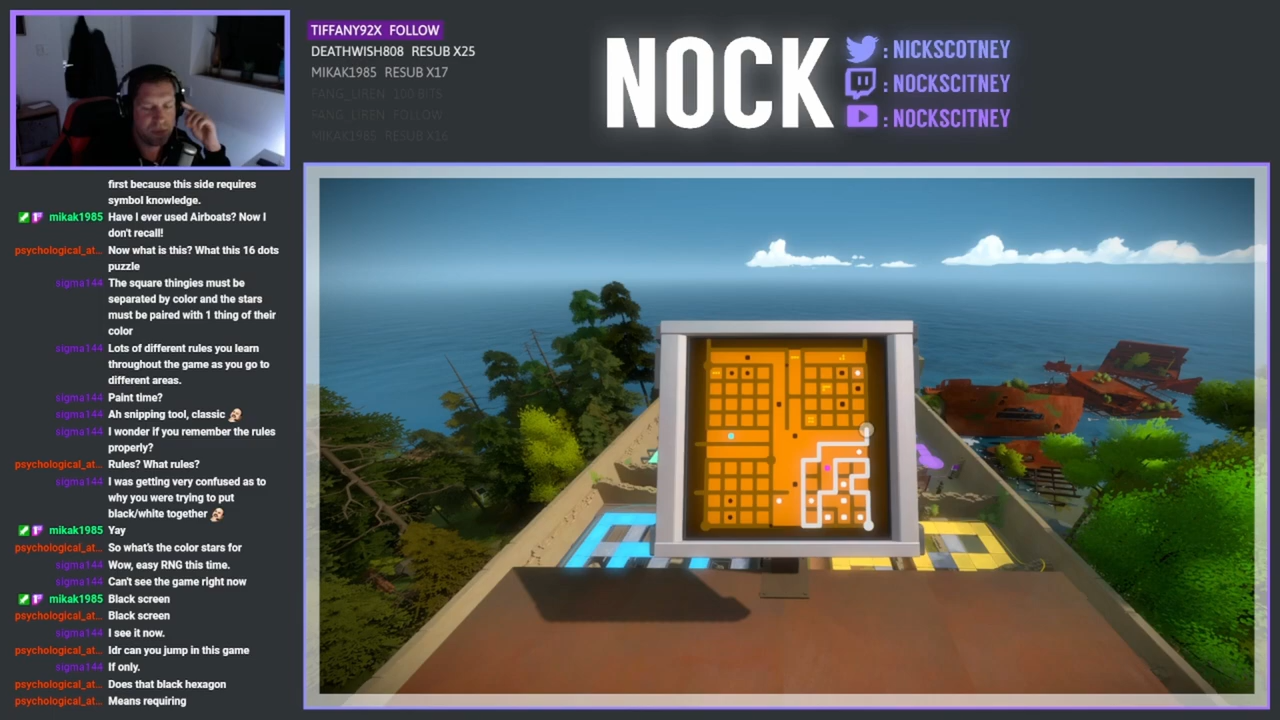 TIFFANY92X FOLLOW
DEATHWISH808 RESUB X25
MIKAK1985 RESUB X17
FANG_LIREN 100 BITS
FANG_LIREN FOLLOW
MIKAK1985 RESUB X16
NOCK
: NICKSCOTNEY
: NOCKSCITNEY
: NOCKSCITNEY
first because this side requires
symbol knowledge.
mikak1985 Have I ever used Airboats? Now I
don't recall!
psychological_at... Now what is this? What this 16 dots
puzzle
sigma144 The square thingies must be
separated by color and the stars
must be paired with 1 thing of their
color
sigma144 Lots of different rules you learn
throughout the game as you go to
different areas.
sigma144 Paint time?
sigma144 Ah snipping tool, classic
sigma144 I wonder if you remember the rules
properly?
psychological_at... Rules? What rules?
sigma144 I was getting very confused as to
why you were trying to put
black/white together
mikak1985 Yay
psychological_at... So what's the color stars for
sigma144 Wow, easy RNG this time.
sigma144 Can't see the game right now
mikak1985 Black screen
psychological_at... Black screen
sigma144 I see it now.
psychological_at... Idr can you jump in this game
sigma144 If only.
psychological_at... Does that black hexagon
psychological_at... Means requiring